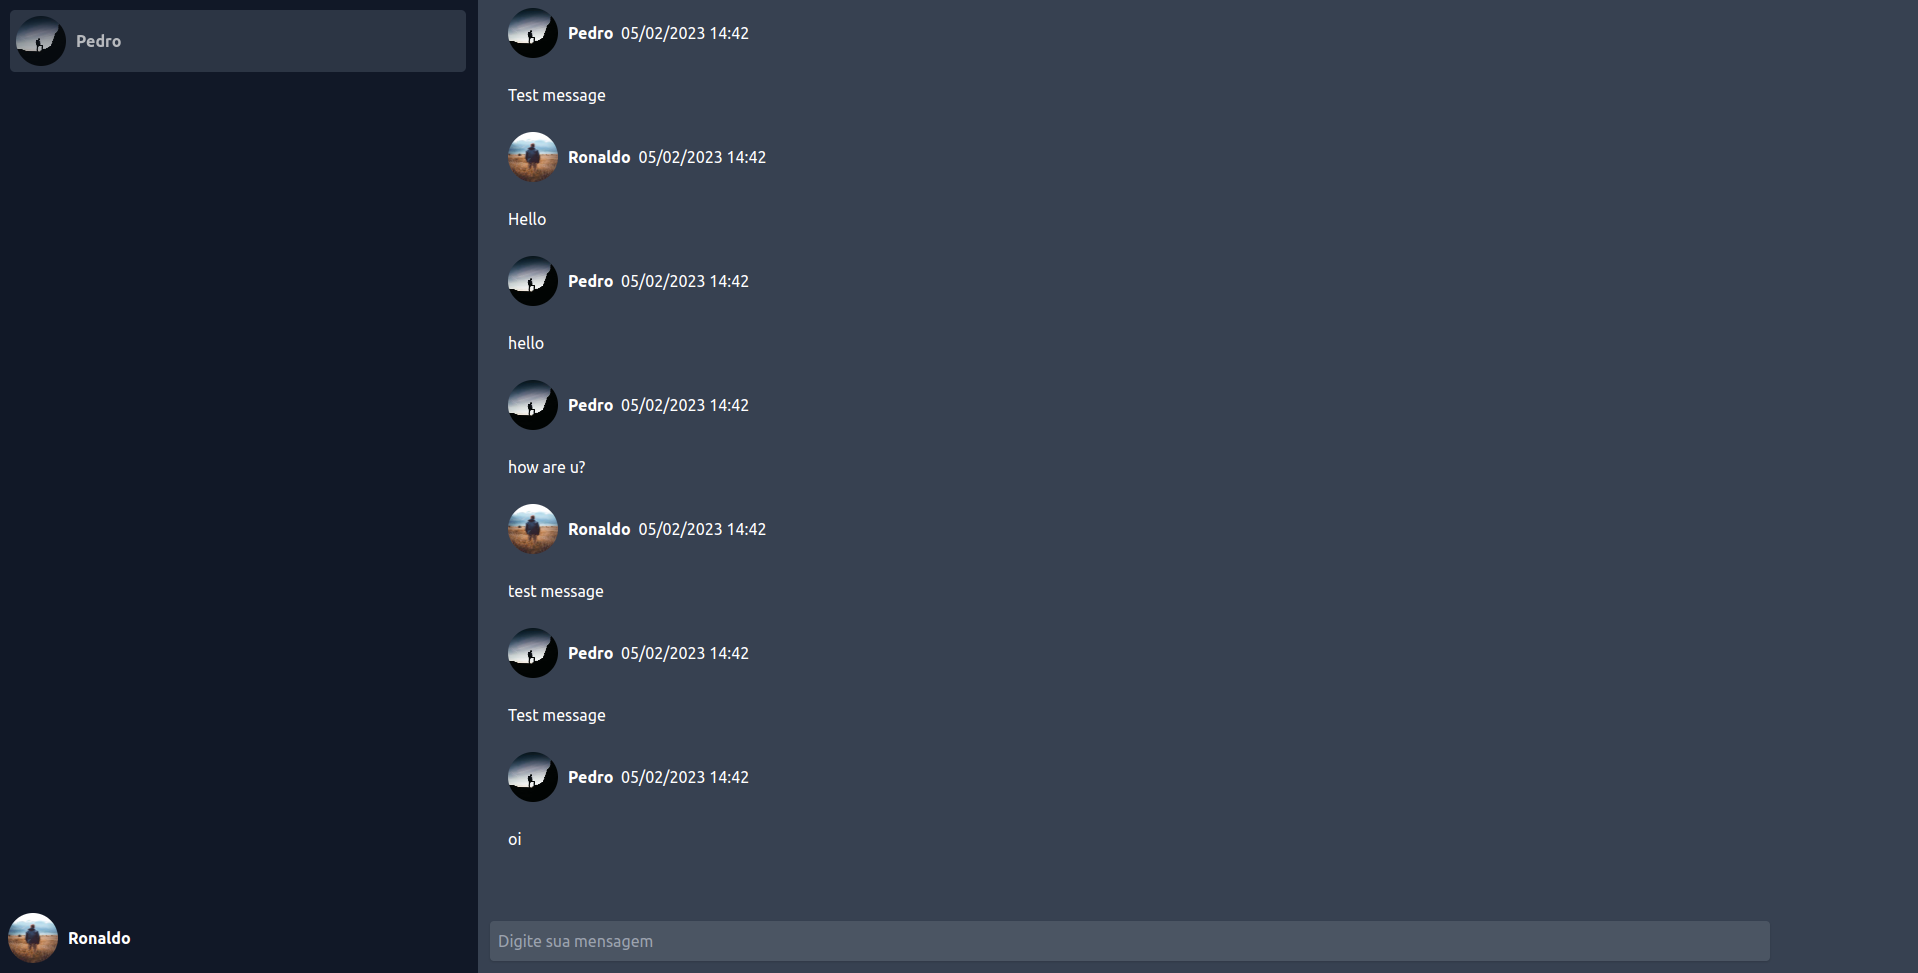 Pedro
Pedro 05/02/2023 14:42
Test message
Ronaldo 05/02/2023 14:42
Hello
Pedro 05/02/2023 14:42
hello
Pedro 05/02/2023 14:42
how are u?
Ronaldo 05/02/2023 14:42
test message
Pedro 05/02/2023 14:42
Test message
Pedro 05/02/2023 14:42
oi
Ronaldo
Digite sua mensagem